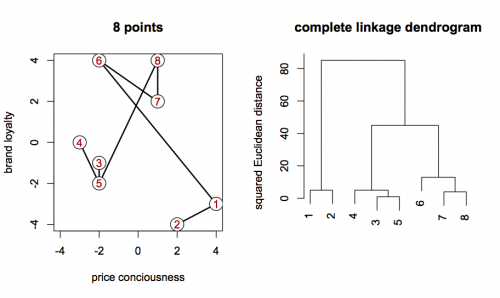 8 points
brand loyalty
4
2
0
-2
-4
6
8
7
4
3
5
1
2
-4 -2 0 2 4
price conciousness
complete linkage dendrogram
squared Euclidean distance
80
60
40
20
0
1 2 4 3 5 6 7 8